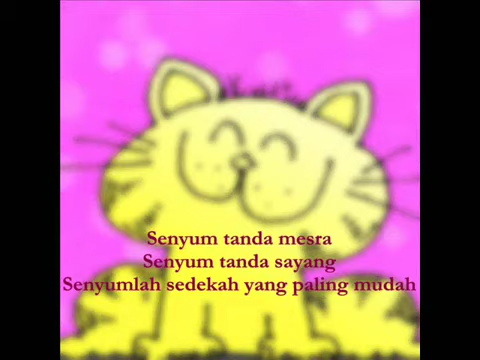 Senyum tanda mesra
Senyum tanda sayang
Senyumlah sedekah yang paling mudah